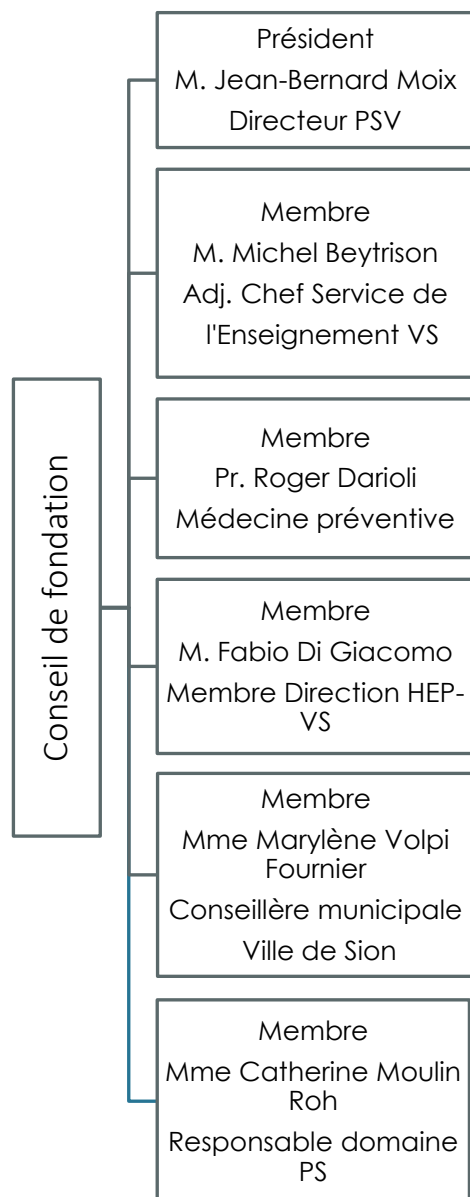 Conseil de fondation
Président
M. Jean-Bernard Moix
Directeur PSV
Membre
M. Michel Beytrison
Adj. Chef Service de
l'Enseignement VS
Membre
Pr. Roger Darioli
Médecine préventive
Membre
M. Fabio Di Giacomo
Membre Direction HEP-
VS
Membre
Mme Marylène Volpi
Fournier
Conseillère municipale
Ville de Sion
Membre
Mme Catherine Moulin
Roh
Responsable domaine
PS